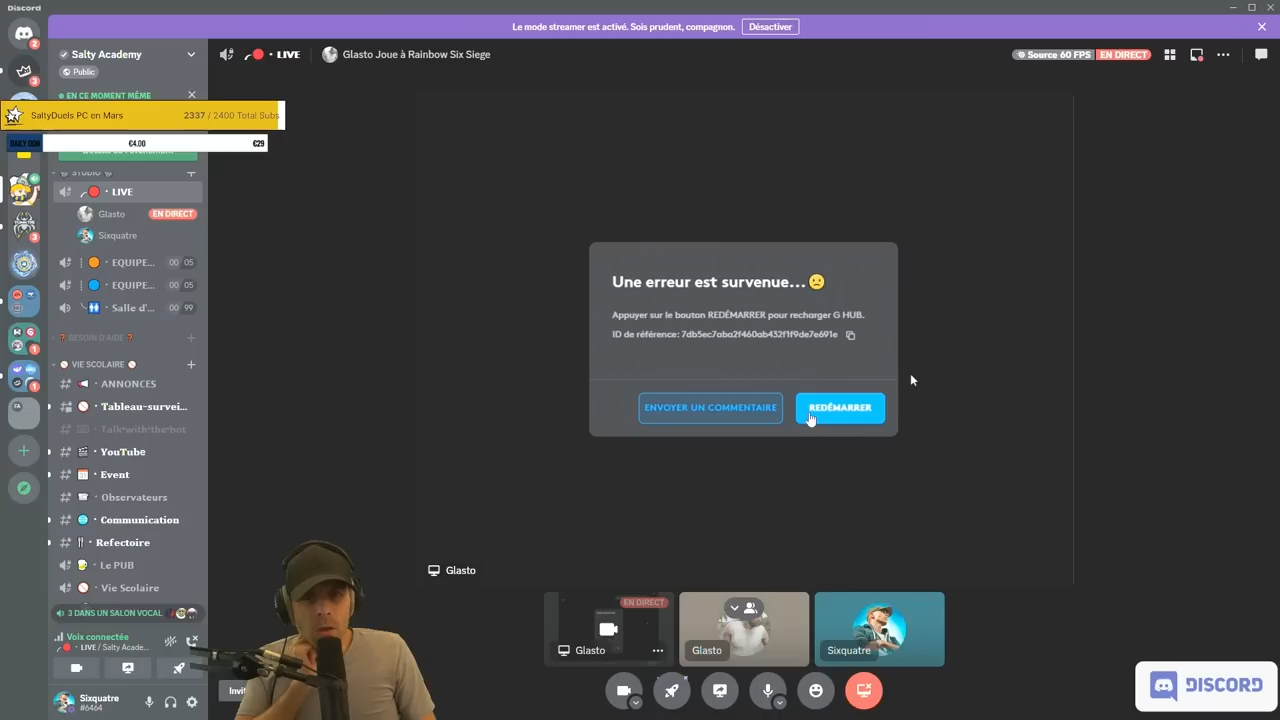 Discord
Le mode streamer est activé. Sois prudent, compagnon.
Désactiver
Salty Academy
Public
LIVE
Glasto Joue à Rainbow Six Siege
Source 60 FPS
EN DIRECT
EN CE MOMENT MÊME
SaltyDuels PC en Mars
2337 / 2400 Total Subs
€4.00
€29
STUDIO
LIVE
Glasto
EN DIRECT
Sixquatre
EQUIPE...
00 05
EQUIPE...
00 05
Salle d'...
00 99
BESOIN D'AIDE
VIE SCOLAIRE
ANNONCES
Tableau-survei...
Talk-with-the-bot
YouTube
Event
Observateurs
Communication
Refectoire
Le PUB
Vie Scolaire
3 DANS UN SALON VOCAL
Voix connectée
LIVE / Salty Acade...
Sixquatre
#6464
Une erreur est survenue...
Appuyer sur le bouton REDÉMARRER pour recharger G HUB.
ID de référence: 7db5ec7aba2f460ab432f1f9de7e691e
ENVOYER UN COMMENTAIRE
REDÉMARRER
Glasto
EN DIRECT
Glasto
Glasto
Sixquatre
DISCORD